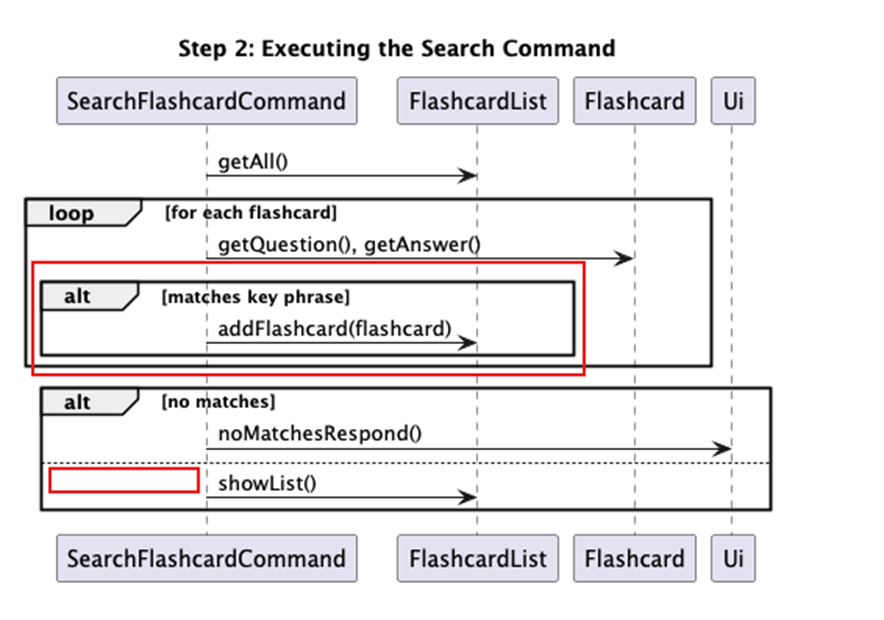 Step 2: Executing the Search Command
SearchFlashcardCommand FlashcardList Flashcard Ui
getAll()
loop [for each flashcard]
getQuestion(), getAnswer()
alt [matches key phrase]
addFlashcard(flashcard)
alt [no matches]
noMatchesRespond()
showList()
SearchFlashcardCommand FlashcardList Flashcard Ui